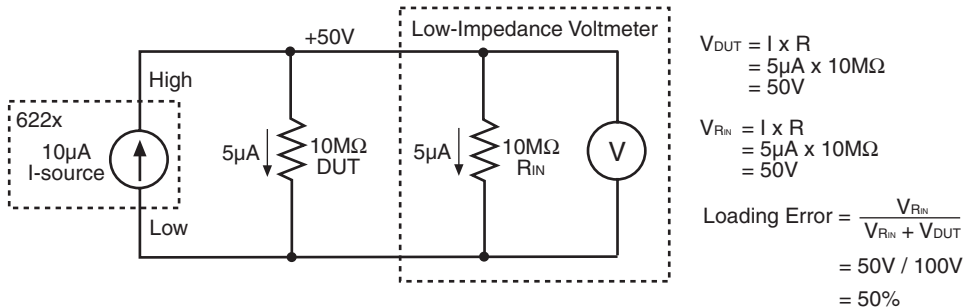 +50V
Low-Impedance Voltmeter
High
622x
10µA
I-source
Low
5µA
10MΩ
DUT
5µA
10MΩ
RIN
V
VDUT = I x R
= 5µA x 10MΩ
= 50V
VRIN = I x R
= 5µA x 10MΩ
= 50V
Loading Error = VRIN
VRIN + VDUT
= 50V / 100V
= 50%